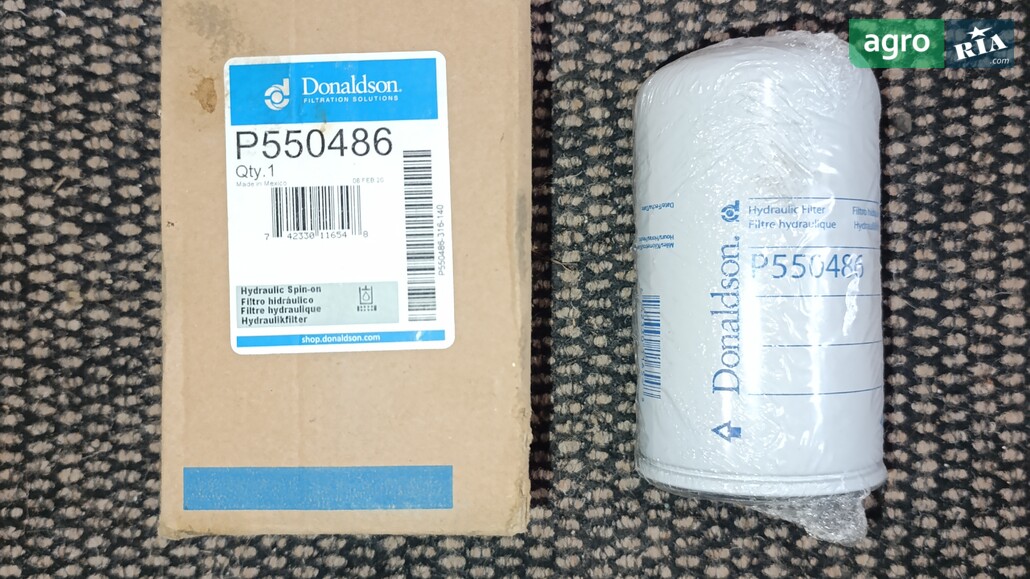 Donaldson.
FILTRATION SOLUTIONS
P550486
Qty.1
Made in Mexico
08 FEB 20
7 42330 11654 8
P550486-316-140
Hydraulic Spin-on
Filtro hidráulico
Filtre hydraulique
Hydraulikfilter
shop.donaldson.com
Donaldson.
Hydraulic Filter
Filtre hydraulique
P550486
agro
RIA
.com